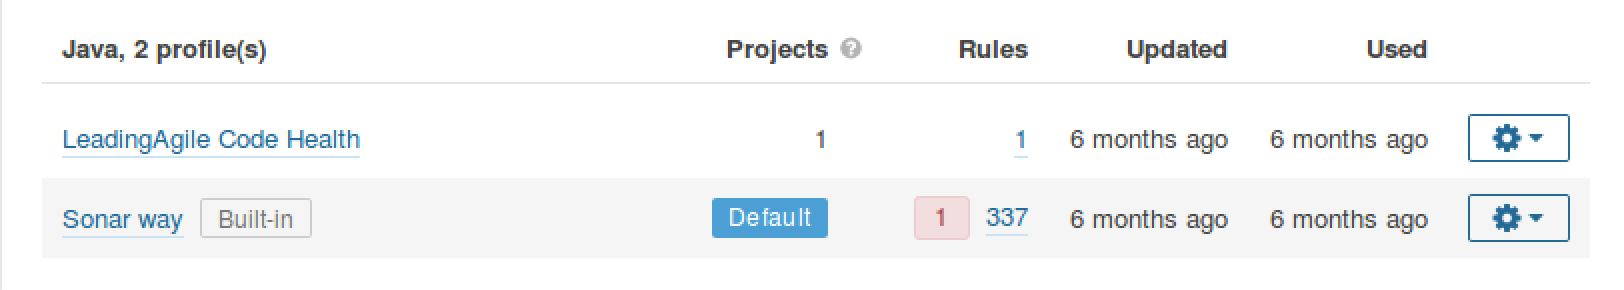 Java, 2 profile(s) Projects ? Rules Updated Used
LeadingAgile Code Health 1 1 6 months ago 6 months ago
Sonar way Built-in Default 1 337 6 months ago 6 months ago